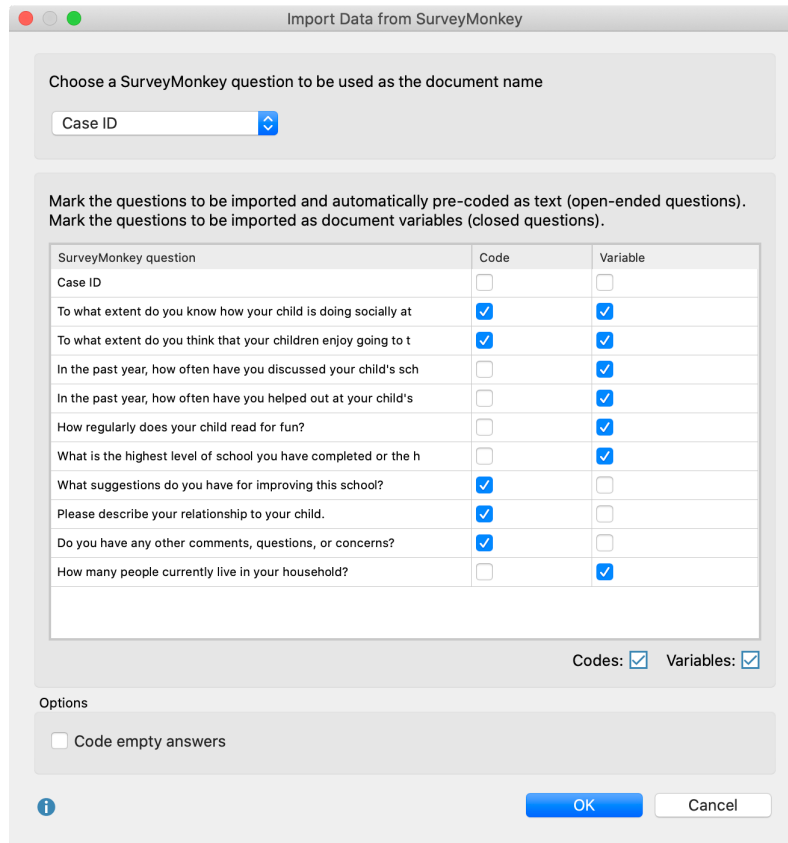 Import Data from SurveyMonkey
Choose a SurveyMonkey question to be used as the document name
Case ID
Mark the questions to be imported and automatically pre-coded as text (open-ended questions).
Mark the questions to be imported as document variables (closed questions).
SurveyMonkey question Code Variable
Case ID
To what extent do you know how your child is doing socially at
To what extent do you think that your children enjoy going to t
In the past year, how often have you discussed your child's sch
In the past year, how often have you helped out at your child's
How regularly does your child read for fun?
What is the highest level of school you have completed or the h
What suggestions do you have for improving this school?
Please describe your relationship to your child.
Do you have any other comments, questions, or concerns?
How many people currently live in your household?
Codes: Variables:
Options
Code empty answers
OK Cancel